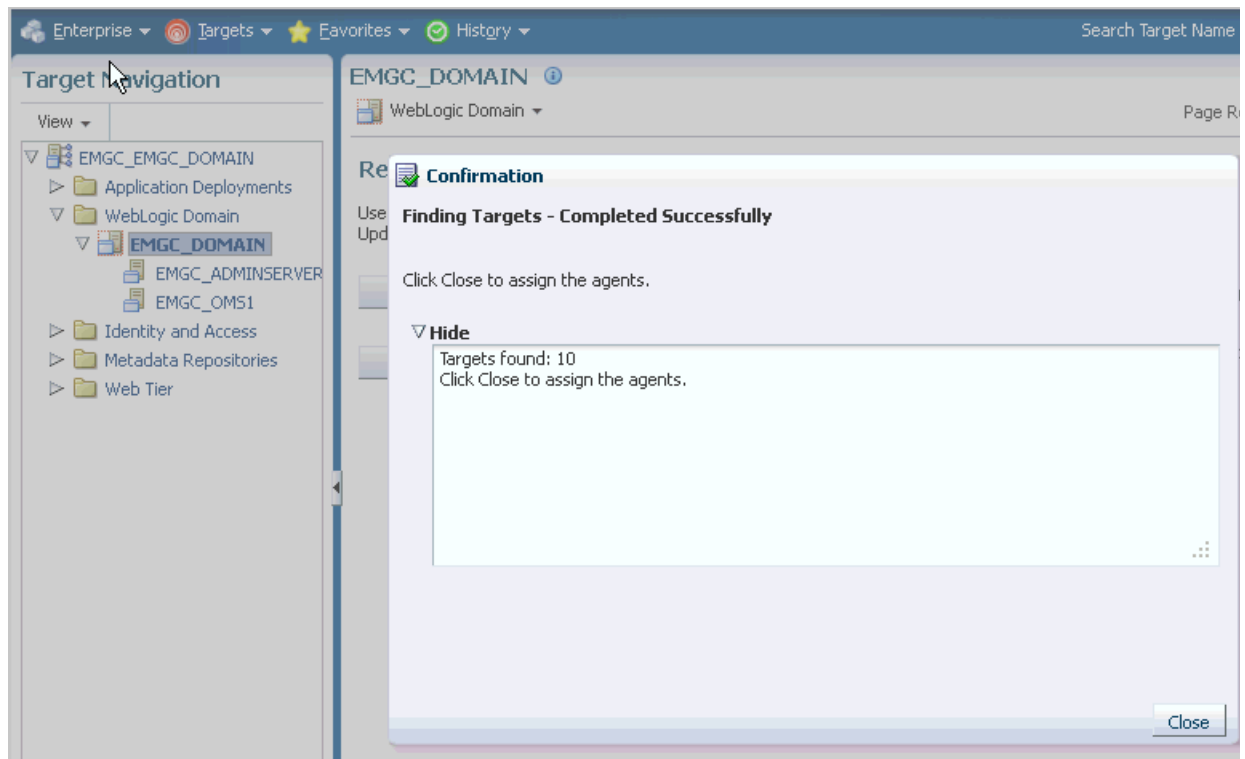 Enterprise Targets Favorites History Search Target Name
Target Navigation
View
EMGC_EMGC_DOMAIN
Application Deployments
WebLogic Domain
EMGC_DOMAIN
EMGC_ADMINSERVER
EMGC_OMS1
Identity and Access
Metadata Repositories
Web Tier
EMGC_DOMAIN
WebLogic Domain
Page Re
Re
Use
Upd
Confirmation
Finding Targets - Completed Successfully
Click Close to assign the agents.
Hide
Targets found: 10
Click Close to assign the agents.
Close